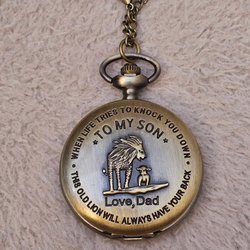 WHEN LIFE TRIES TO KNOCK YOU DOWN
TO MY SON
Love, Dad
THIS OLD LION WILL ALWAYS HAVE YOUR BACK